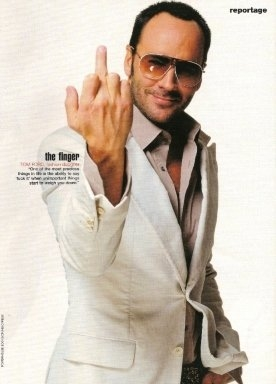 reportage
the finger
TOM FORD, fashion designer
"One of the most precious
things in life is the ability to say
'fuck it' when unimportant things
start to weigh you down."